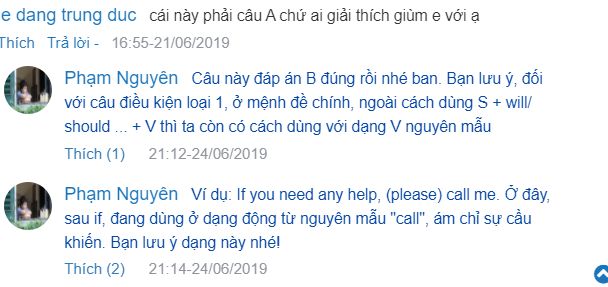 e dang trung duc cái này phải câu A chứ ai giải thích giùm e với ạ
Thích Trả lời - 16:55-21/06/2019
Phạm Nguyên Câu này đáp án B đúng rồi nhé ban. Bạn lưu ý, đối
với câu điều kiện loại 1, ở mệnh đề chính, ngoài cách dùng S + will/
should ... + V thì ta còn có cách dùng với dạng V nguyên mẫu
Thích (1) 21:12-24/06/2019
Phạm Nguyên Ví dụ: If you need any help, (please) call me. Ở đây,
sau if, đang dùng ở dạng động từ nguyên mẫu "call", ám chỉ sự cầu
khiến. Bạn lưu ý dạng này nhé!
Thích (2) 21:14-24/06/2019